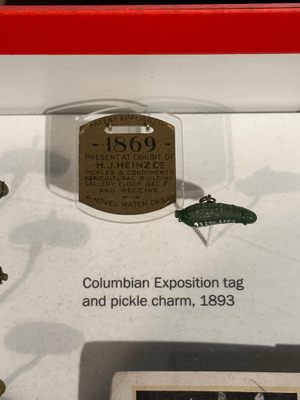 PATENT APPLIED FOR
- 1869 -
PRESENT AT EXHIBIT OF
H.J. HEINZ CO
PICKLES & CONDIMENTS
AGRICULTURAL BUILDING
GALLERY FLOOR, SEC F
AND RECEIVE
A NOVEL WATCH CHARM
Columbian Exposition tag
and pickle charm, 1893